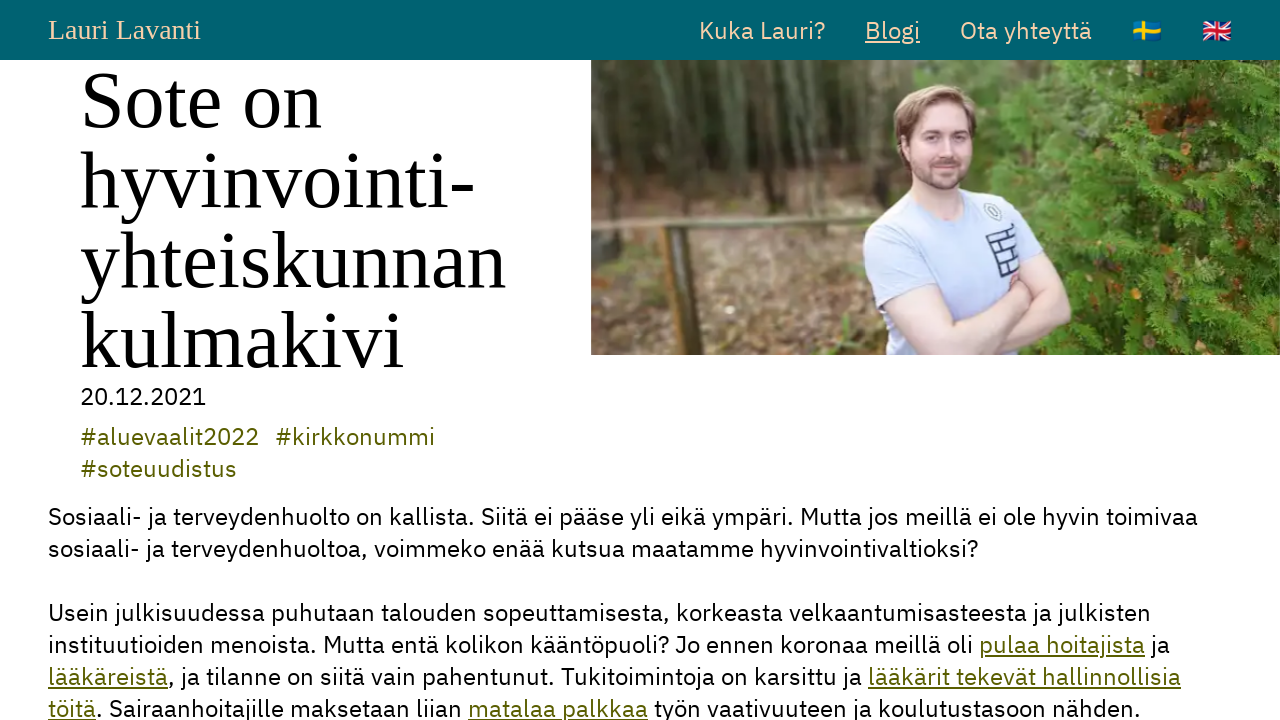 Lauri Lavanti
Kuka Lauri?
Blogi
Ota yhteyttä
Sote on
hyvinvointi-
yhteiskunnan
kulmakivi
20.12.2021
#aluevaalit2022 #kirkkonummi
#soteuudistus
Sosiaali- ja terveydenhuolto on kallista. Siitä ei pääse yli eikä ympäri. Mutta jos meillä ei ole hyvin toimivaa
sosiaali- ja terveydenhuoltoa, voimmeko enää kutsua maatamme hyvinvointivaltioksi?
Usein julkisuudessa puhutaan talouden sopeuttamisesta, korkeasta velkaantumisasteesta ja julkisten
instituutioiden menoista. Mutta entä kolikon kääntöpuoli? Jo ennen koronaa meillä oli pulaa hoitajista ja
lääkäreistä, ja tilanne on siitä vain pahentunut. Tukitoimintoja on karsittu ja lääkärit tekevät hallinnollisia
töitä. Sairaanhoitajille maksetaan liian matalaa palkkaa työn vaativuuteen ja koulutustasoon nähden.